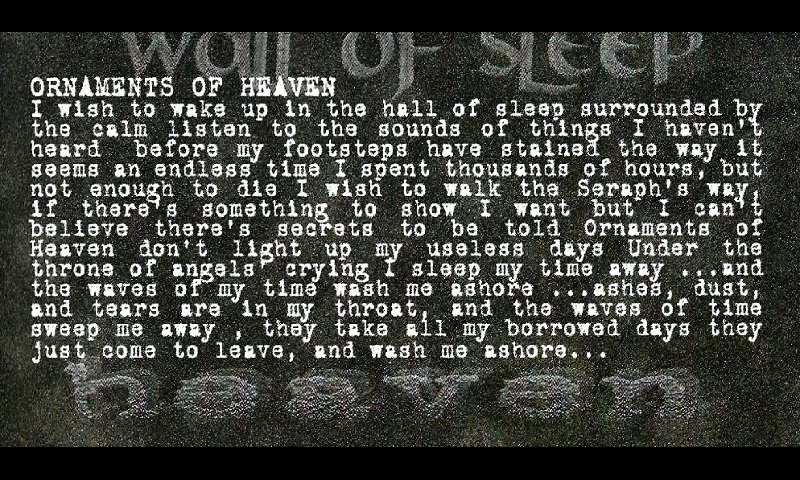 wall of sleep
ORNAMENTS OF HEAVEN
I wish to wake up in the hall of sleep surrounded by
the calm listen to the sounds of things I haven't
heard before my footsteps have stained the way it
seems an endless time I spent thousands of hours, but
not enough to die I wish to walk the Seraph's way,
if there's something to show I want but I can't
believe there's secrets to be told Ornaments of
Heaven don't light up my useless days Under the
throne of angels' crying I sleep my time away ...and
the waves of my time wash me ashore ...ashes, dust,
and tears are in my throat, and the waves of time
sweep me away , they take all my borrowed days they
just come to leave, and wash me ashore...
heaven